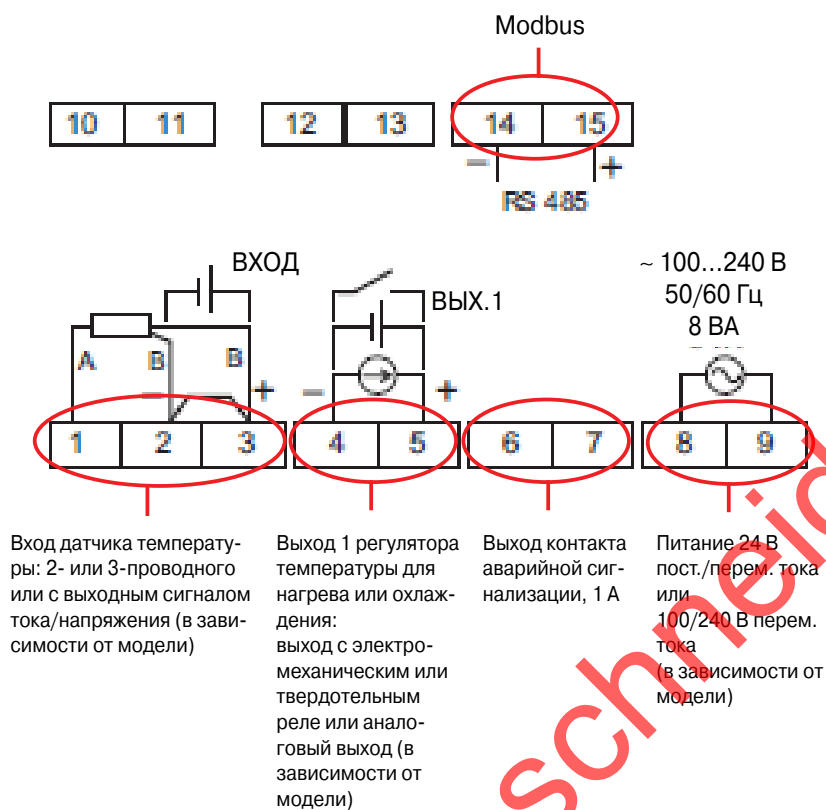 Modbus
10 11 12 13 14 15
− +
RS 485
ВХОД
ВЫХ.1
~ 100...240 В
50/60 Гц
8 ВА
A B B
− + − +
1 2 3 4 5 6 7 8 9
Вход датчика температу-
ры: 2- или 3-проводного
или с выходным сигналом
тока/напряжения (в зави-
симости от модели)
Выход 1 регулятора
температуры для
нагрева или охлаж-
дения:
выход с электро-
механическим или
твердотельным
реле или анало-
говый выход (в
зависимости от
модели)
Выход контакта
аварийной сиг-
нализации, 1 А
Питание 24 В
пост./перем. тока
или
100/240 В перем.
тока
(в зависимости от
модели)
schneid